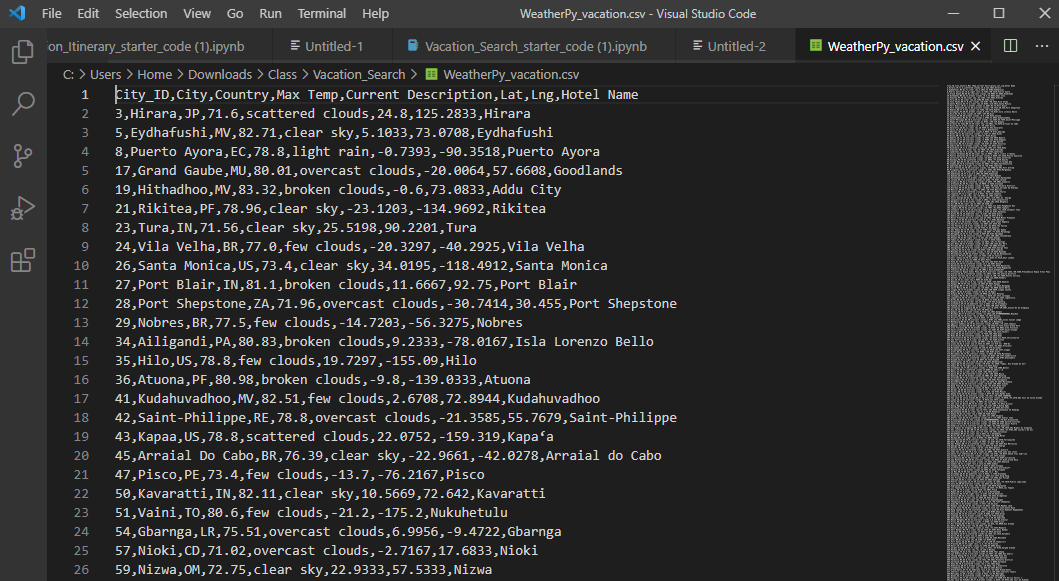 File Edit Selection View Go Run Terminal Help WeatherPy_vacation.csv - Visual Studio Code
on_Itinerary_starter_code (1).ipynb Untitled-1 Vacation_Search_starter_code (1).ipynb Untitled-2 WeatherPy_vacation.csv
C: > Users > Home > Downloads > Class > Vacation_Search > WeatherPy_vacation.csv
1 City_ID,City,Country,Max Temp,Current Description,Lat,Lng,Hotel Name
2 3,Hirara,JP,71.6,scattered clouds,24.8,125.2833,Hirara
3 5,Eydhafushi,MV,82.71,clear sky,5.1033,73.0708,Eydhafushi
4 8,Puerto Ayora,EC,78.8,light rain,-0.7393,-90.3518,Puerto Ayora
5 17,Grand Gaube,MU,80.01,overcast clouds,-20.0064,57.6608,Goodlands
6 19,Hithadhoo,MV,83.32,broken clouds,-0.6,73.0833,Addu City
7 21,Rikitea,PF,78.96,clear sky,-23.1203,-134.9692,Rikitea
8 23,Tura,IN,71.56,clear sky,25.5198,90.2201,Tura
9 24,Vila Velha,BR,77.0,few clouds,-20.3297,-40.2925,Vila Velha
10 26,Santa Monica,US,73.4,clear sky,34.0195,-118.4912,Santa Monica
11 27,Port Blair,IN,81.1,broken clouds,11.6667,92.75,Port Blair
12 28,Port Shepstone,ZA,71.96,overcast clouds,-30.7414,30.455,Port Shepstone
13 29,Nobres,BR,77.5,few clouds,-14.7203,-56.3275,Nobres
14 34,Ailigandi,PA,80.83,broken clouds,9.2333,-78.0167,Isla Lorenzo Bello
15 35,Hilo,US,78.8,few clouds,19.7297,-155.09,Hilo
16 36,Atuona,PF,80.98,broken clouds,-9.8,-139.0333,Atuona
17 41,Kudahuvadhoo,MV,82.51,few clouds,2.6708,72.8944,Kudahuvadhoo
18 42,Saint-Philippe,RE,78.8,overcast clouds,-21.3585,55.7679,Saint-Philippe
19 43,Kapaa,US,78.8,scattered clouds,22.0752,-159.319,Kapaʻa
20 45,Arraial Do Cabo,BR,76.39,clear sky,-22.9661,-42.0278,Arraial do Cabo
21 47,Pisco,PE,73.4,few clouds,-13.7,-76.2167,Pisco
22 50,Kavaratti,IN,82.11,clear sky,10.5669,72.642,Kavaratti
23 51,Vaini,TO,80.6,few clouds,-21.2,-175.2,Nukuhetulu
24 54,Gbarnga,LR,75.51,overcast clouds,6.9956,-9.4722,Gbarnga
25 57,Nioki,CD,71.02,overcast clouds,-2.7167,17.6833,Nioki
26 59,Nizwa,OM,72.75,clear sky,22.9333,57.5333,Nizwa